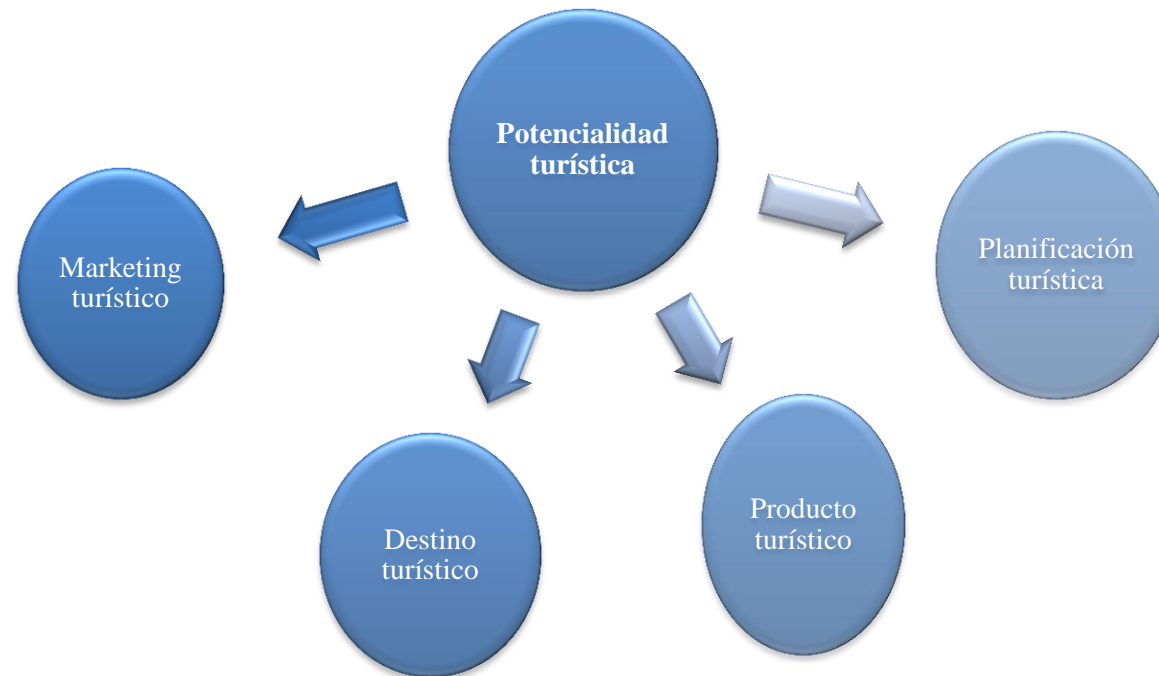 Potencialidad
turística
Marketing
turístico
Planificación
turística
Destino
turístico
Producto
turístico